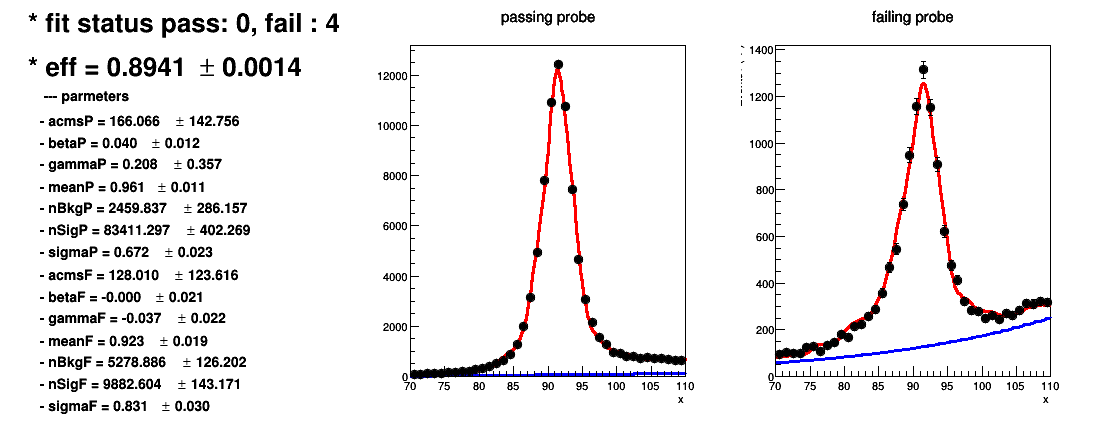 * fit status pass: 0, fail : 4
* eff = 0.8941 ± 0.0014
--- parmeters
- acmsP = 166.066 ± 142.756
- betaP = 0.040 ± 0.012
- gammaP = 0.208 ± 0.357
- meanP = 0.961 ± 0.011
- nBkgP = 2459.837 ± 286.157
- nSigP = 83411.297 ± 402.269
- sigmaP = 0.672 ± 0.023
- acmsF = 128.010 ± 123.616
- betaF = -0.000 ± 0.021
- gammaF = -0.037 ± 0.022
- meanF = 0.923 ± 0.019
- nBkgF = 5278.886 ± 126.202
- nSigF = 9882.604 ± 143.171
- sigmaF = 0.831 ± 0.030
passing probe
12000
10000
8000
6000
4000
2000
0
70 75 80 85 90 95 100 105 110
x
failing probe
1400
1200
1000
800
600
400
200
0
70 75 80 85 90 95 100 105 110
x